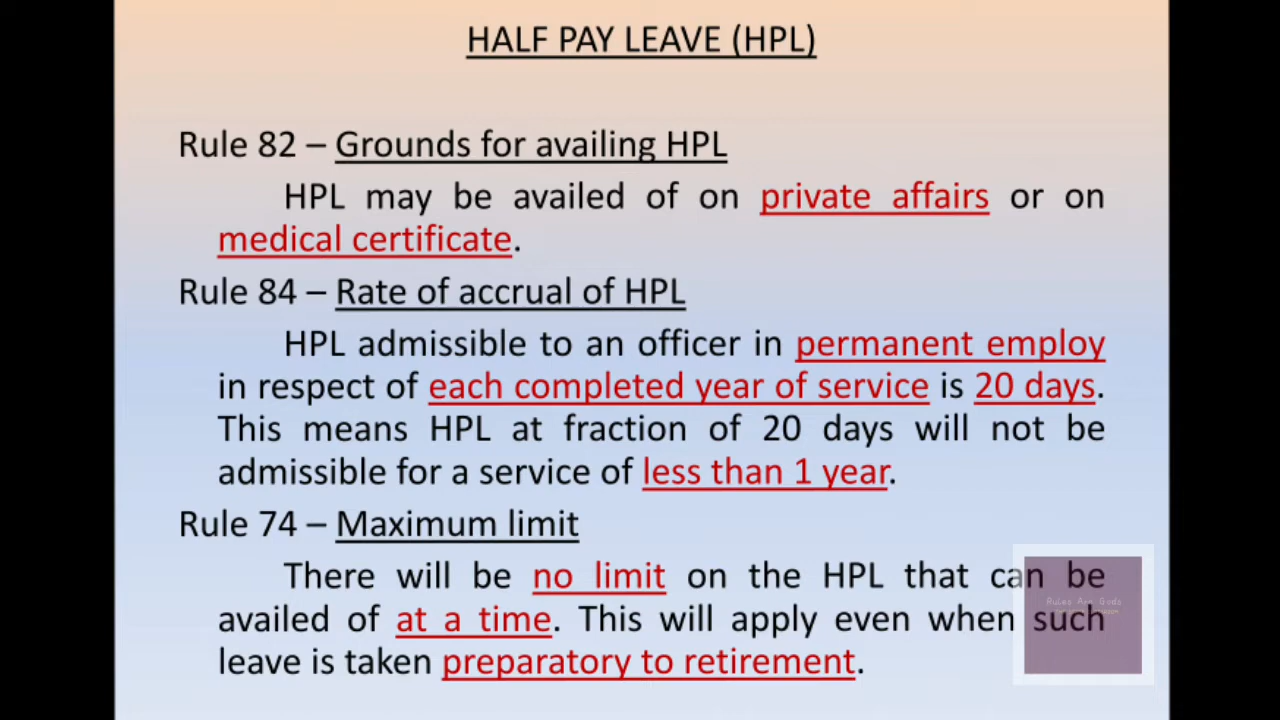 HALF PAY LEAVE (HPL)
Rule 82 – Grounds for availing HPL
HPL may be availed of on private affairs or on
medical certificate.
Rule 84 – Rate of accrual of HPL
HPL admissible to an officer in permanent employ
in respect of each completed year of service is 20 days.
This means HPL at fraction of 20 days will not be
admissible for a service of less than 1 year.
Rule 74 – Maximum limit
There will be no limit on the HPL that can be
Rules Are Gods
availed of at a time. This will apply even when such
leave is taken preparatory to retirement.